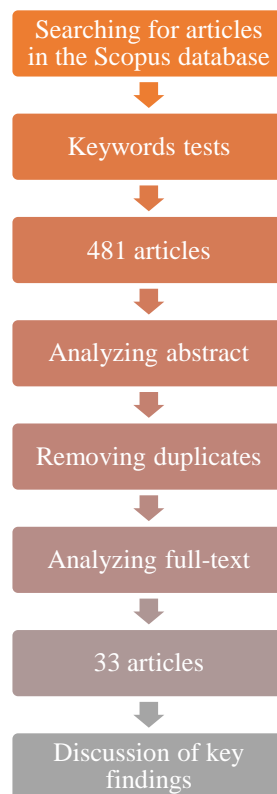 Searching for articles
in the Scopus database
Keywords tests
481 articles
Analyzing abstract
Removing duplicates
Analyzing full-text
33 articles
Discussion of key
findings